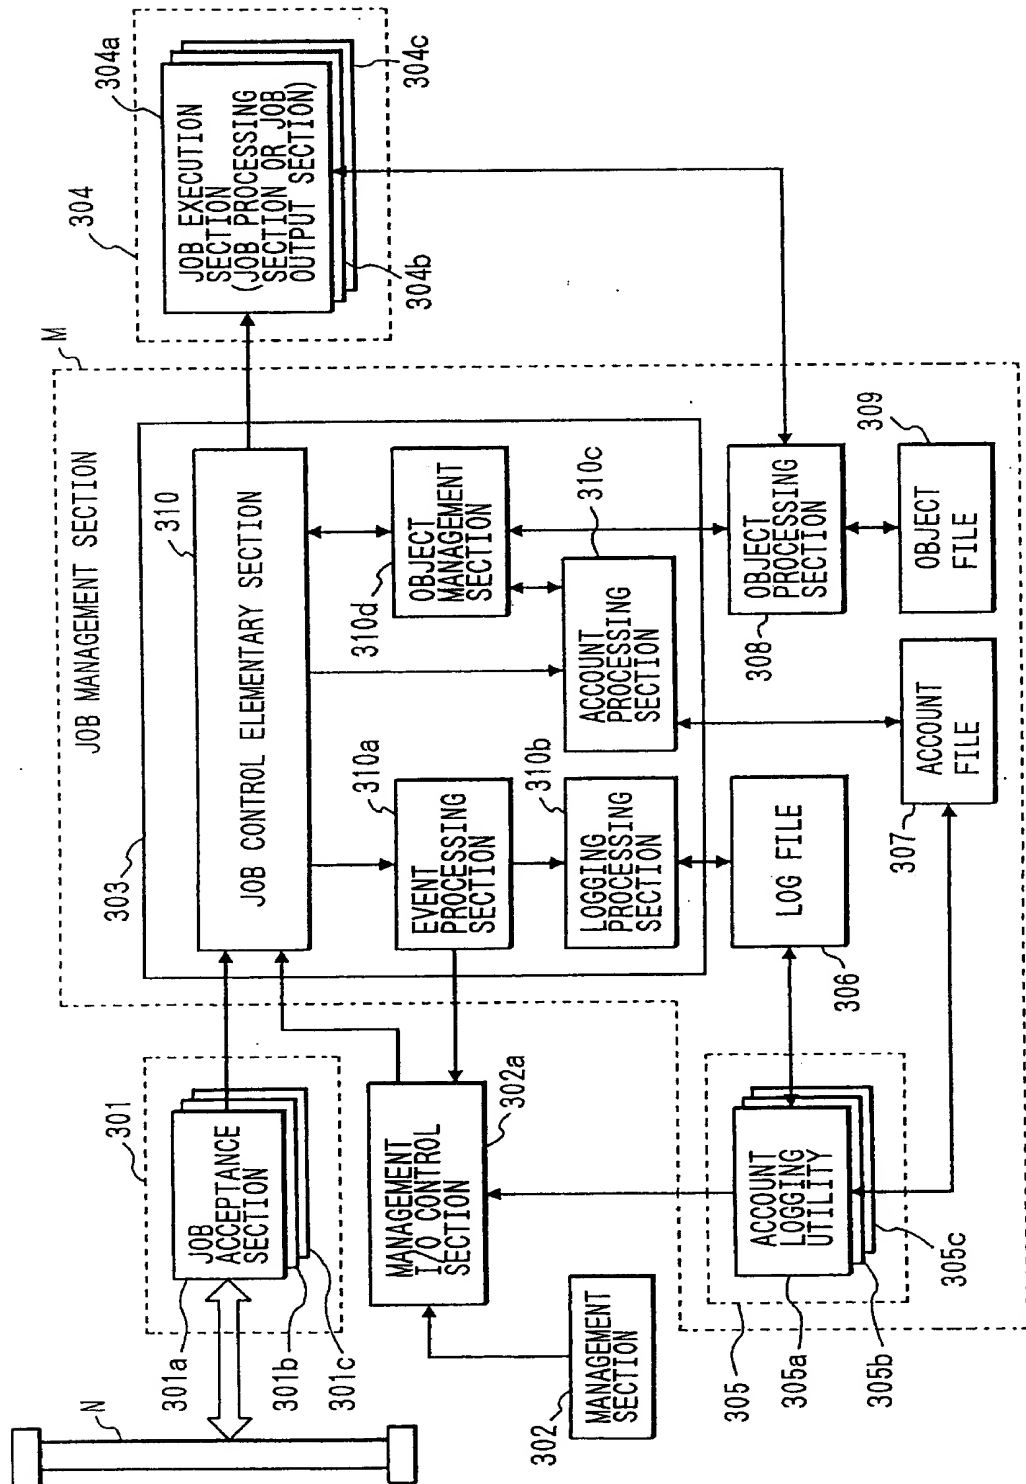 N
301
301a
301b
301c
JOB
ACCEPTANCE
SECTION
302
MANAGEMENT
SECTION
302a
MANAGEMENT
I/O CONTROL
SECTION
JOB MANAGEMENT SECTION
M
303
310
JOB CONTROL ELEMENTARY SECTION
310a
EVENT
PROCESSING
SECTION
310b
LOGGING
PROCESSING
SECTION
310c
ACCOUNT
PROCESSING
SECTION
310d
OBJECT
MANAGEMENT
SECTION
304
304a
304b
304c
JOB EXECUTION
SECTION
(JOB PROCESSING
SECTION OR JOB
OUTPUT SECTION)
305
305a
305b
305c
ACCOUNT
LOGGING
UTILITY
306
LOG FILE
307
ACCOUNT
FILE
308
OBJECT
PROCESSING
SECTION
309
OBJECT
FILE